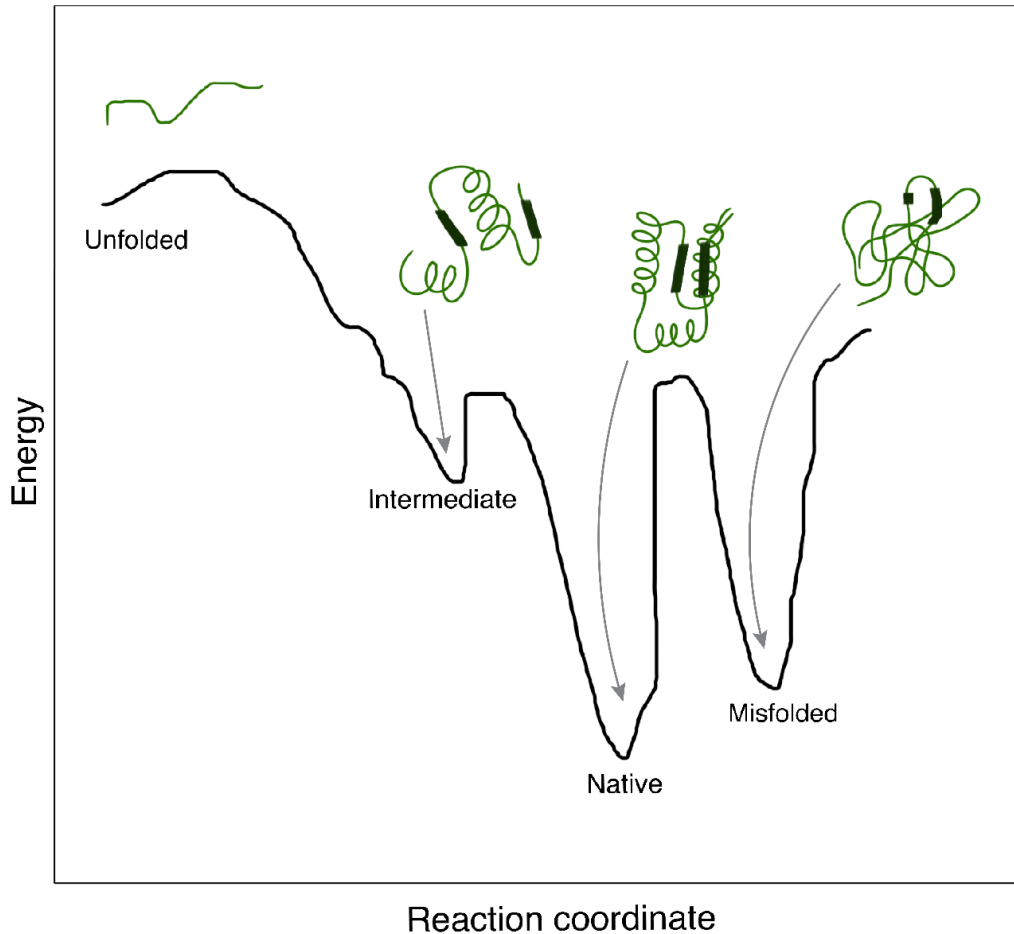 Unfolded
Energy
Intermediate
Misfolded
Native
Reaction coordinate